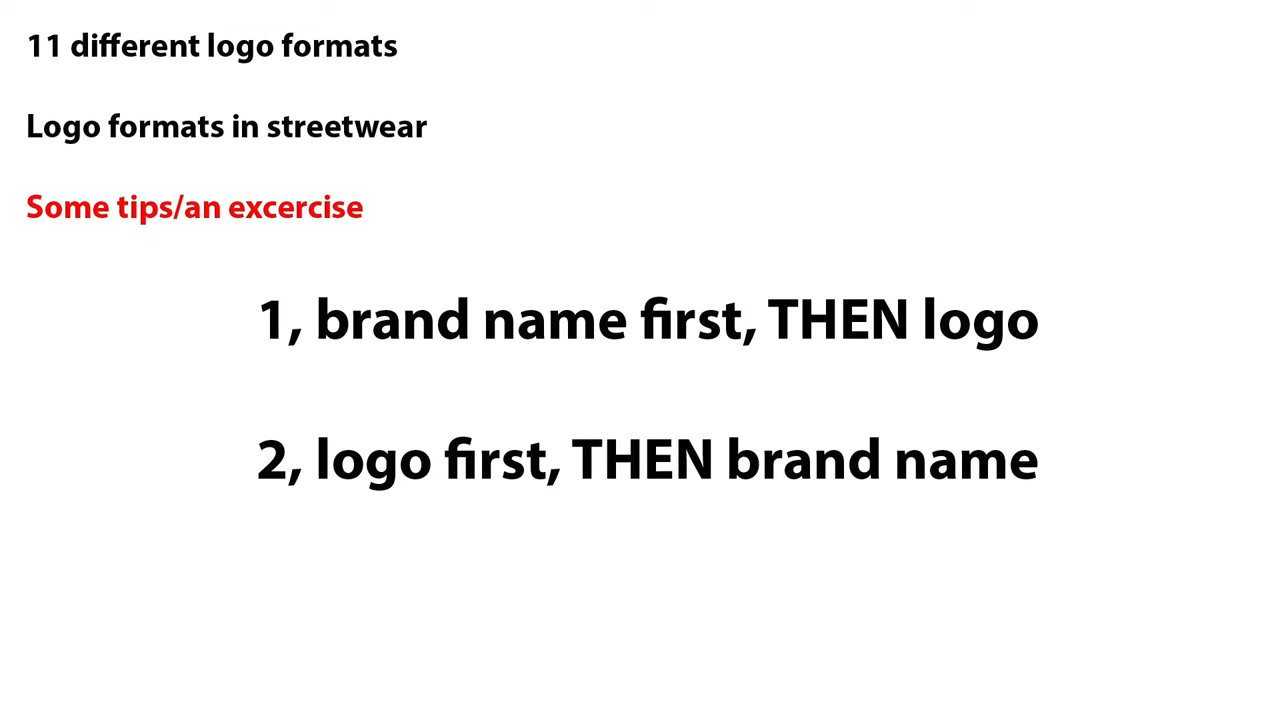 11 different logo formats
Logo formats in streetwear
Some tips/an excercise
1, brand name first, THEN logo
2, logo first, THEN brand name